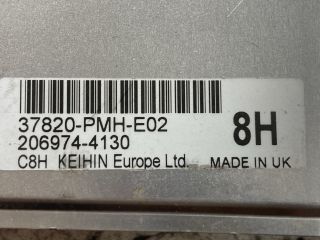 37820-PMH-E02
206974-4130
8H
C8H KEIHIN Europe Ltd. MADE IN UK